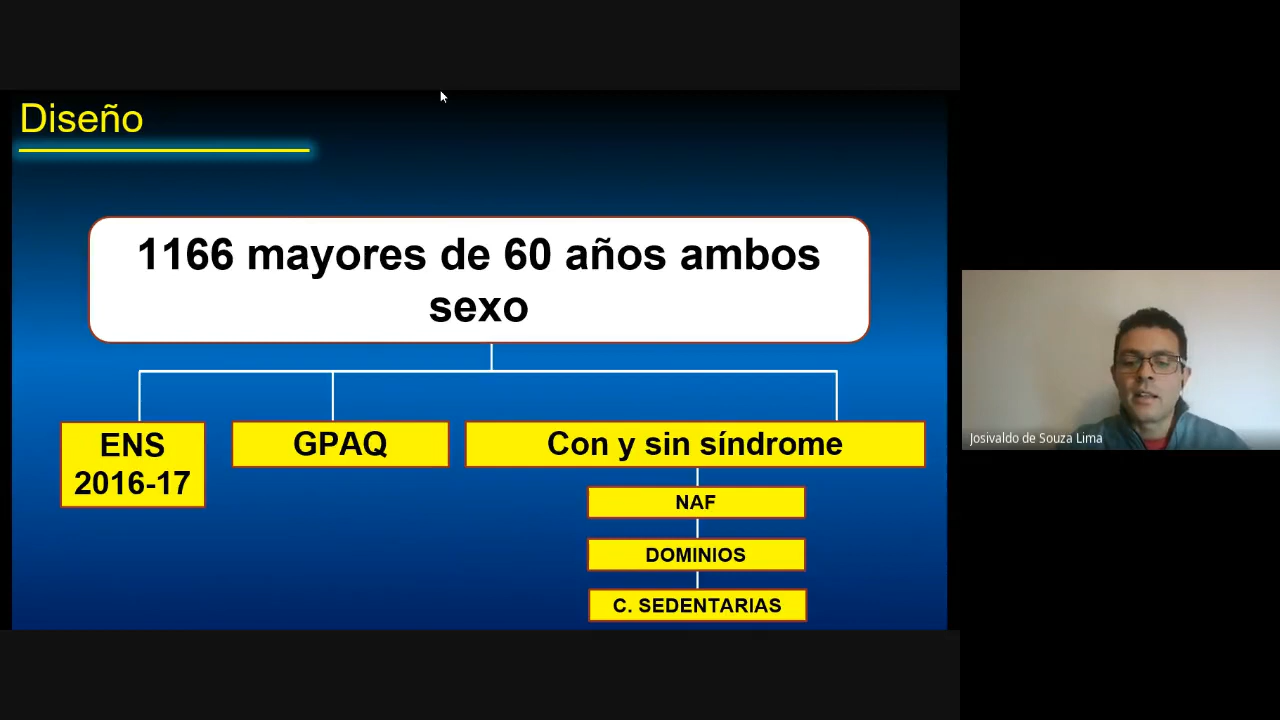 Diseño
1166 mayores de 60 años ambos
sexo
ENS
2016-17
GPAQ
Con y sin síndrome
NAF
DOMINIOS
C. SEDENTARIAS
Josivaldo de Souza Lima